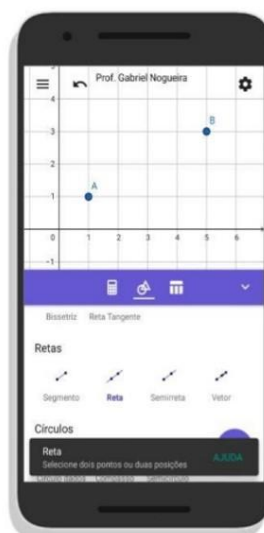 Prof. Gabriel Nogueira
5
4
3
B
2
1
A
0 1 2 3 4 5 6
-1
Bissetriz Reta Tangente
Retas
Segmento Reta Semirreta Vetor
Círculos
Reta
Selecione dois pontos ou duas posições
AJUDA